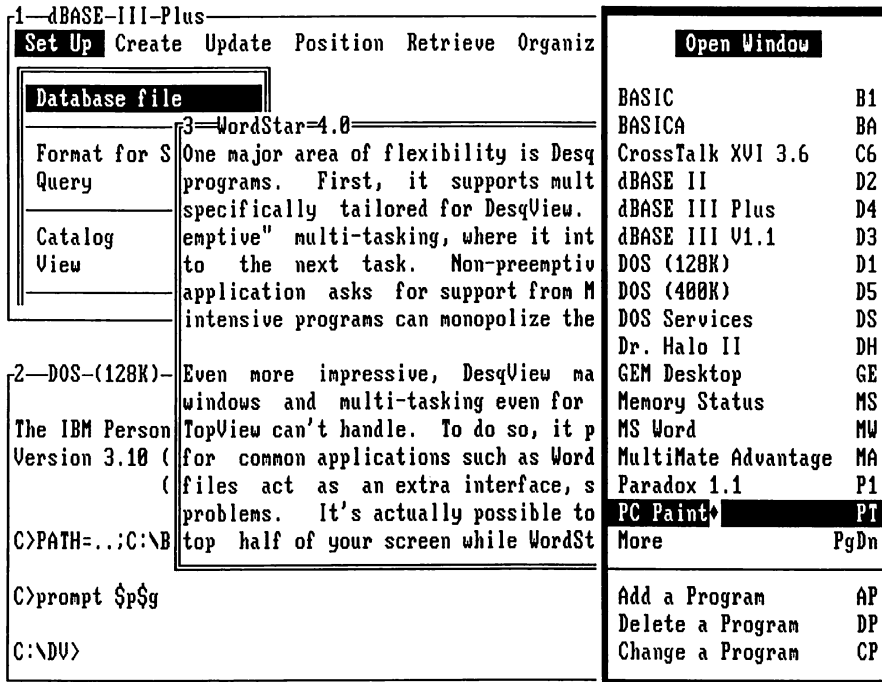 1—dBASE-III-Plus
Set Up Create Update Position Retrieve Organiz
Database file
Format for S
Query
Catalog
View
3=WordStar=4.0
One major area of flexibility is Desq
programs. First, it supports mult
specifically tailored for DesqView.
emptive" multi-tasking, where it int
to the next task. Non-preemptiv
application asks for support from M
intensive programs can monopolize the
Even more impressive, DesqView ma
windows and multi-tasking even for
TopView can't handle. To do so, it p
for common applications such as Word
files act as an extra interface, s
problems. It's actually possible to
top half of your screen while WordSt
2—DOS-(128K)-
The IBM Person
Version 3.10 (
(
C>PATH=..;C:\B
C>prompt $p$g
C:\DV>
Open Window
BASIC B1
BASICA BA
CrossTalk XVI 3.6 C6
dBASE II D2
dBASE III Plus D4
dBASE III V1.1 D3
DOS (128K) D1
DOS (400K) D5
DOS Services DS
Dr. Halo II DH
GEM Desktop GE
Memory Status MS
MS Word MW
MultiMate Advantage MA
Paradox 1.1 P1
PC Paint♦ PT
More PgDn
Add a Program AP
Delete a Program DP
Change a Program CP